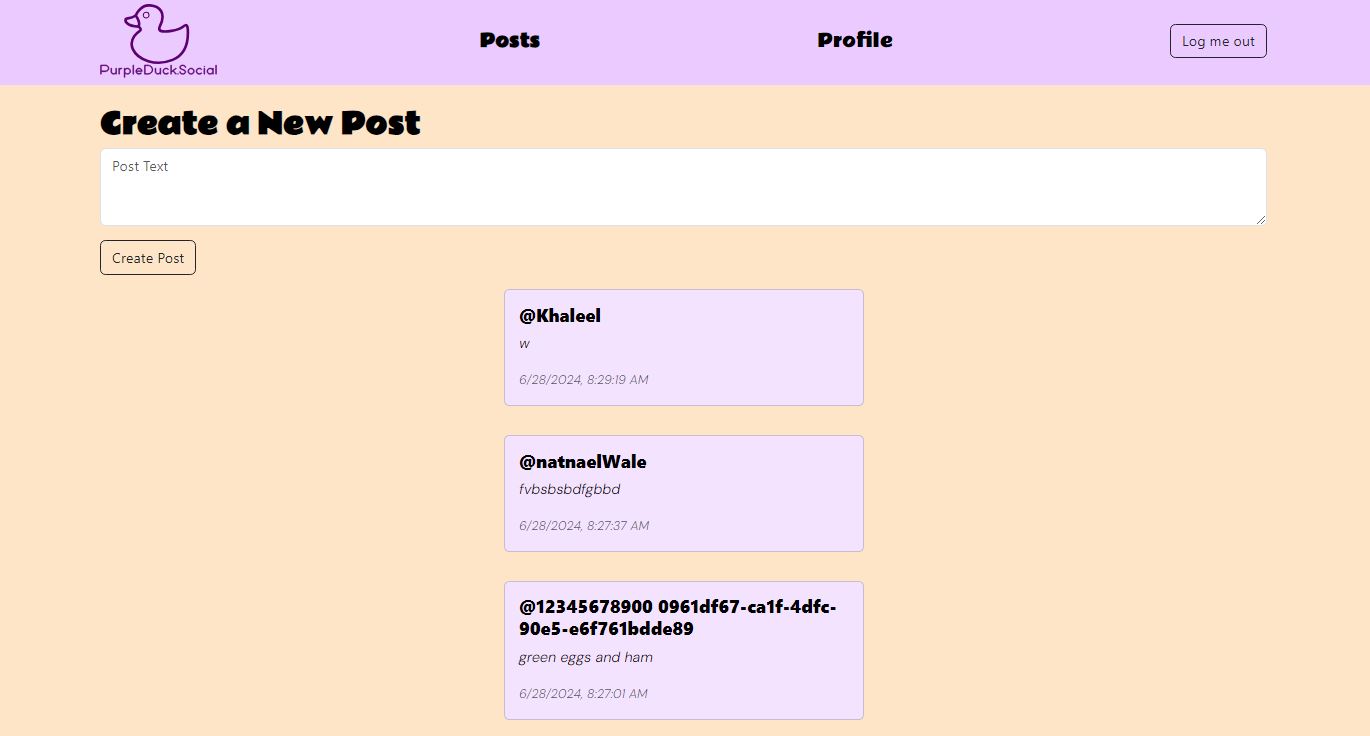 PurpleDuck.Social
Posts
Profile
Log me out
Create a New Post
Post Text
Create Post
@Khaleel
w
6/28/2024, 8:29:19 AM
@natnaelWale
fvbsbsbdfgbbd
6/28/2024, 8:27:37 AM
@12345678900 0961df67-ca1f-4dfc-
90e5-e6f761bdde89
green eggs and ham
6/28/2024, 8:27:01 AM